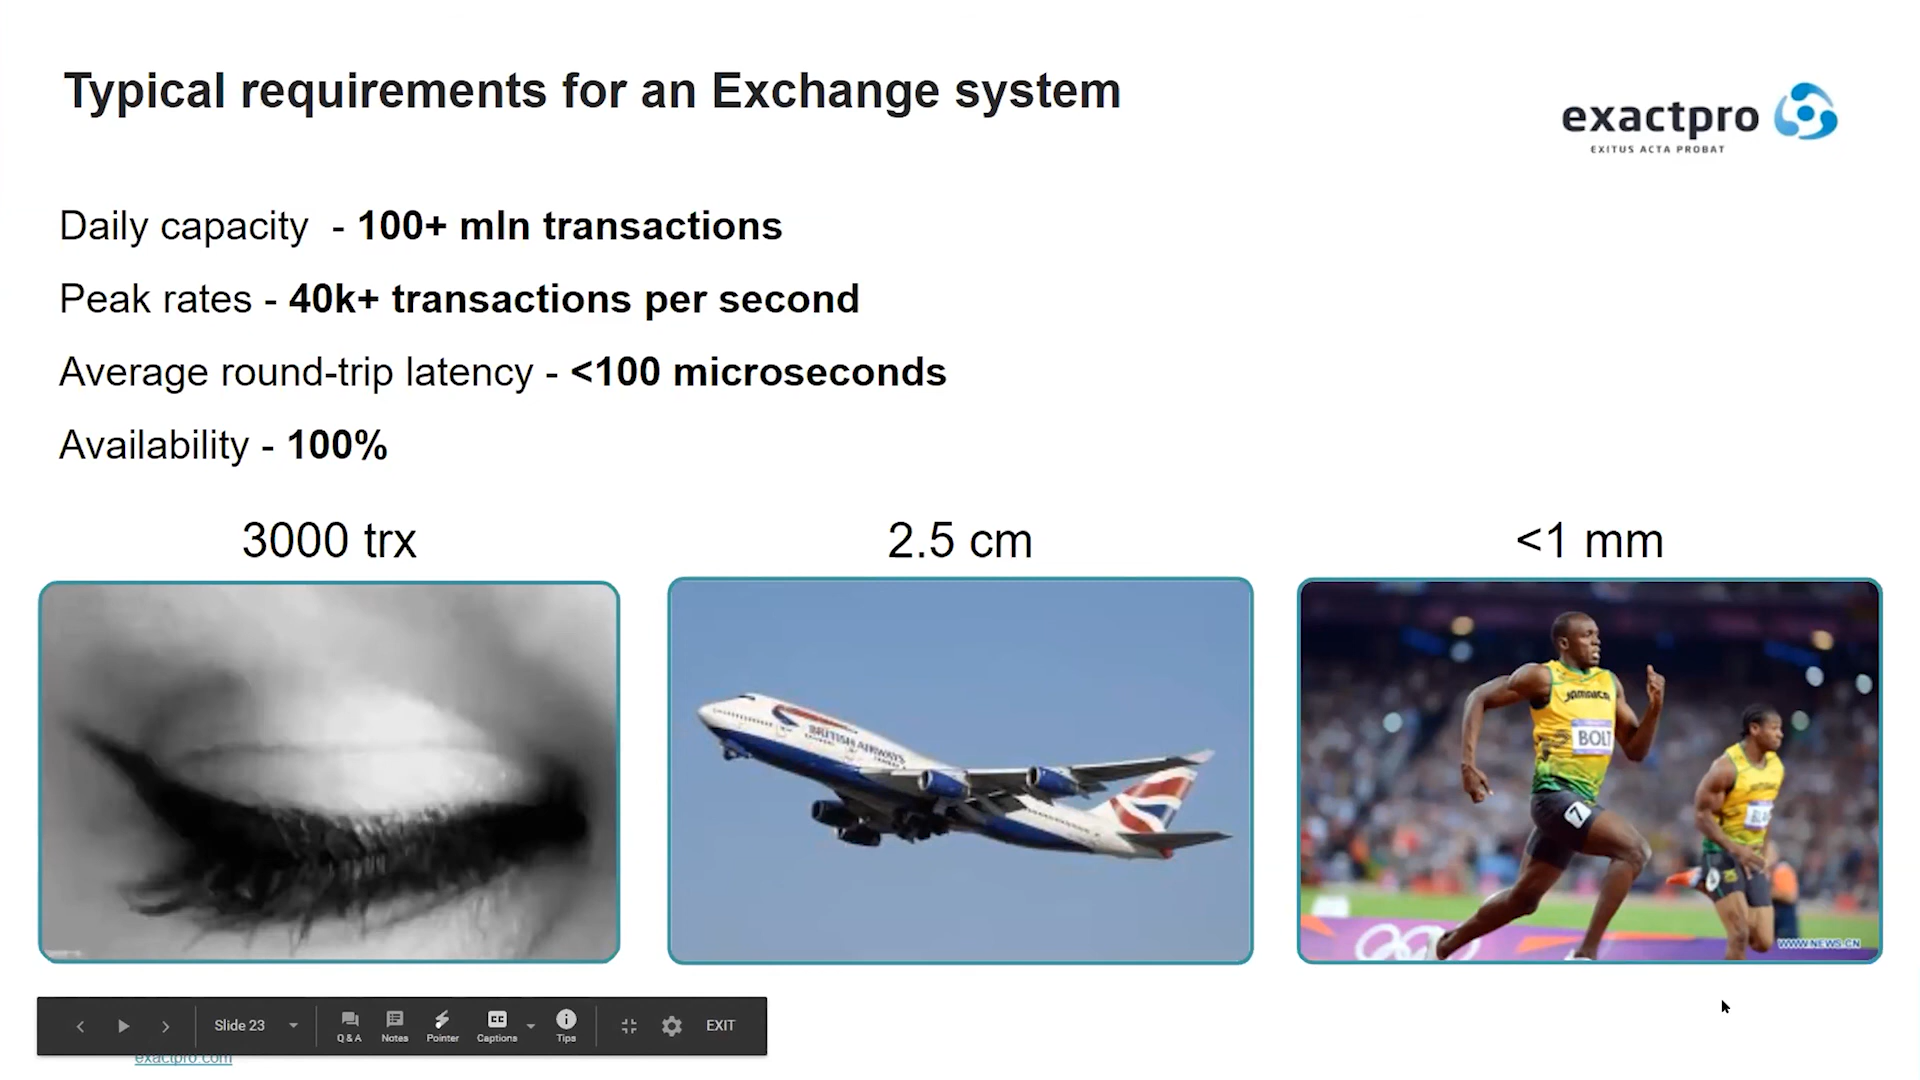 Typical requirements for an Exchange system
exactpro
EXITUS ACTA PROBAT
Daily capacity - 100+ mln transactions
Peak rates - 40k+ transactions per second
Average round-trip latency - <100 microseconds
Availability - 100%
3000 trx
2.5 cm
<1 mm
BRITISH AIRWAYS
JAMAICA
BOLT
7
WWW.NEWS.CN
Slide 23
Q & A
Notes
Pointer
CC
Captions
Tips
EXIT
exactpro.com